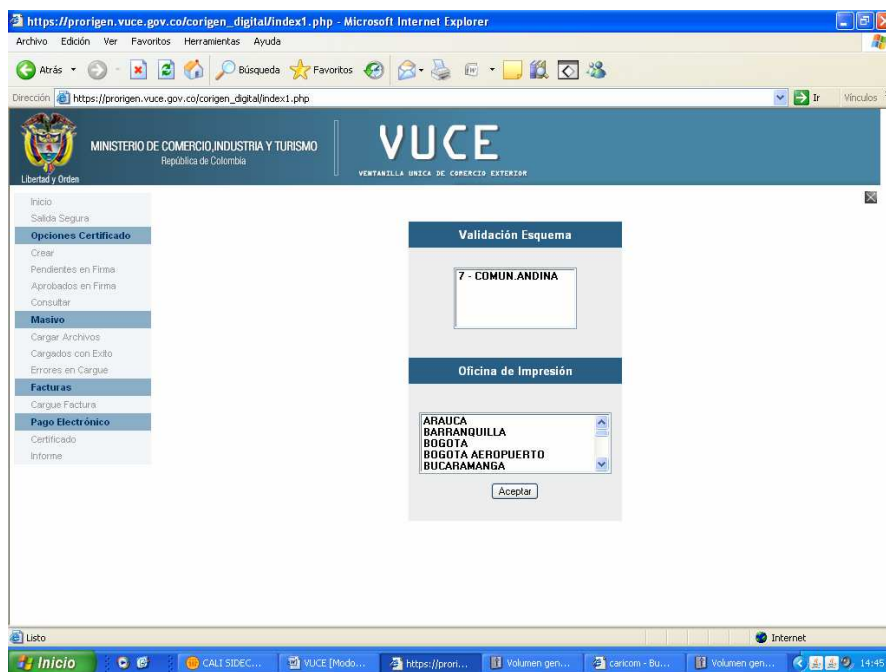 https://prorigen.vuce.gov.co/corigen_digital/index1.php - Microsoft Internet Explorer
Archivo Edición Ver Favoritos Herramientas Ayuda
Atrás Búsqueda Favoritos
Dirección https://prorigen.vuce.gov.co/corigen_digital/index1.php Ir Vínculos
MINISTERIO DE COMERCIO,INDUSTRIA Y TURISMO
República de Colombia
Libertad y Orden
VUCE
VENTANILLA UNICA DE COMERCIO EXTERIOR
Inicio
Salida Segura
Opciones Certificado
Crear
Pendientes en Firma
Aprobados en Firma
Consultar
Masivo
Cargar Archivos
Cargados con Exito
Errores en Cargue
Facturas
Cargue Factura
Pago Electrónico
Certificado
Informe
Validación Esquema
7 - COMUN.ANDINA
Oficina de Impresión
ARAUCA
BARRANQUILLA
BOGOTA
BOGOTA AEROPUERTO
BUCARAMANGA
Aceptar
Listo Internet
Inicio CALI SIDEC... VUCE [Modo... https://prori... Volumen gen... caricom - Bu... Volumen gen... 14:45